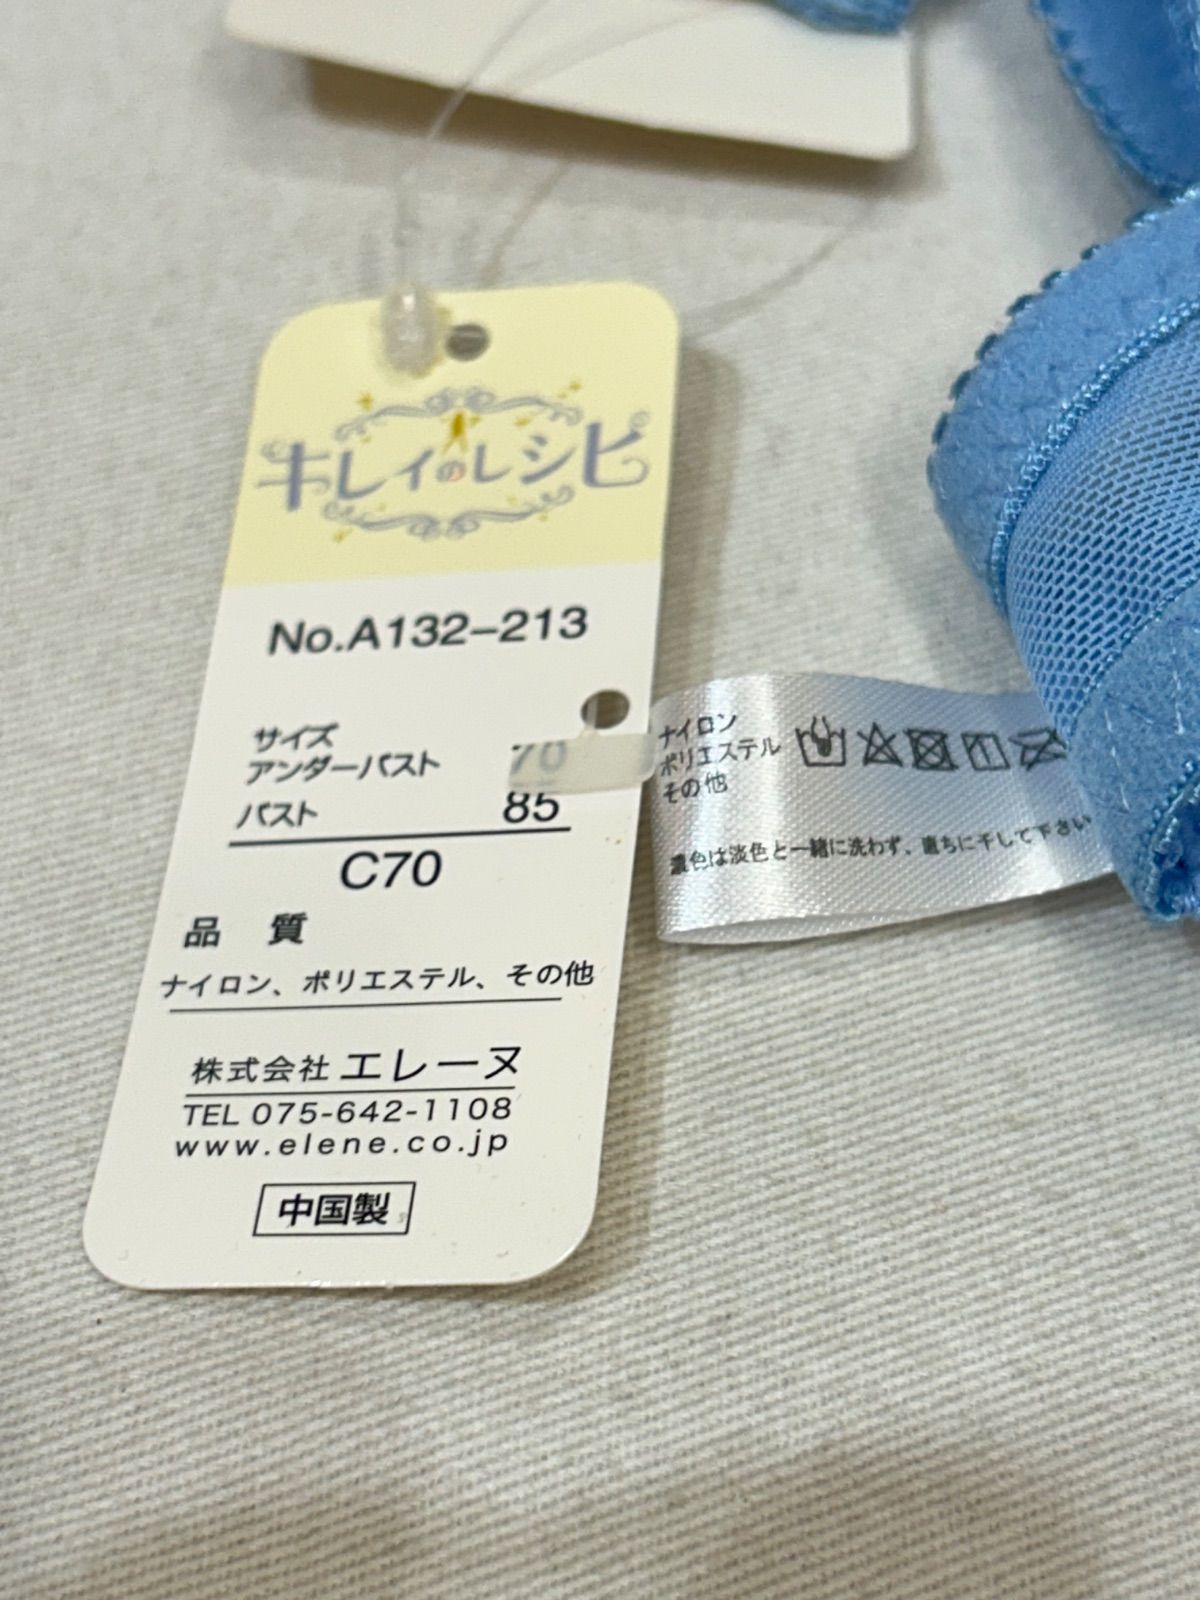 キレイのレシピ
No.A132-213
サイズ
アンダーバスト 70
バスト 85
C70
品 質
ナイロン、ポリエステル、その他
株式会社 エレーヌ
TEL 075-642-1108
www.elene.co.jp
中国製
ナイロン
ポリエステル
その他
濃色は淡色と一緒に洗わず、直ちに干して下さい